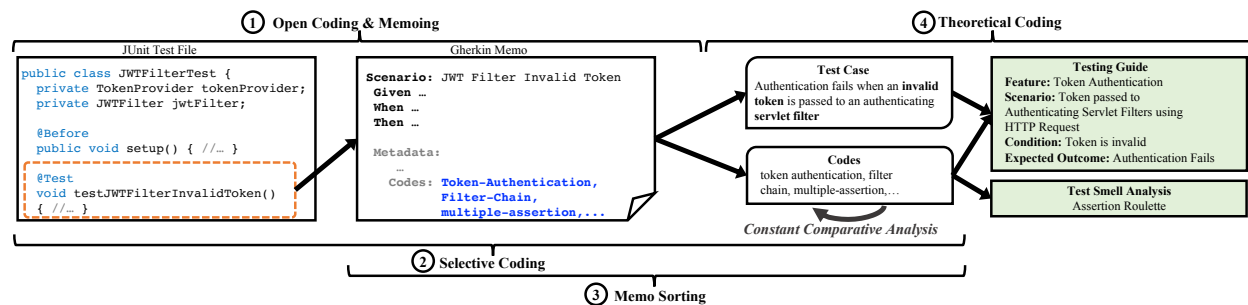 1 Open Coding & Memoing
4 Theoretical Coding
JUnit Test File
Gherkin Memo
public class JWTFilterTest {
private TokenProvider tokenProvider;
private JWTFilter jwtFilter;
@Before
public void setup() { //… }
@Test
void testJWTFilterInvalidToken()
{ //… }
Scenario: JWT Filter Invalid Token
Given …
When …
Then …
Metadata:
…
Codes: Token-Authentication,
Filter-Chain,
multiple-assertion,...
Test Case
Authentication fails when an invalid
token is passed to an authenticating
servlet filter
Codes
token authentication, filter
chain, multiple-assertion,…
Constant Comparative Analysis
Testing Guide
Feature: Token Authentication
Scenario: Token passed to
Authenticating Servlet Filters using
HTTP Request
Condition: Token is invalid
Expected Outcome: Authentication Fails
Test Smell Analysis
Assertion Roulette
2 Selective Coding
3 Memo Sorting